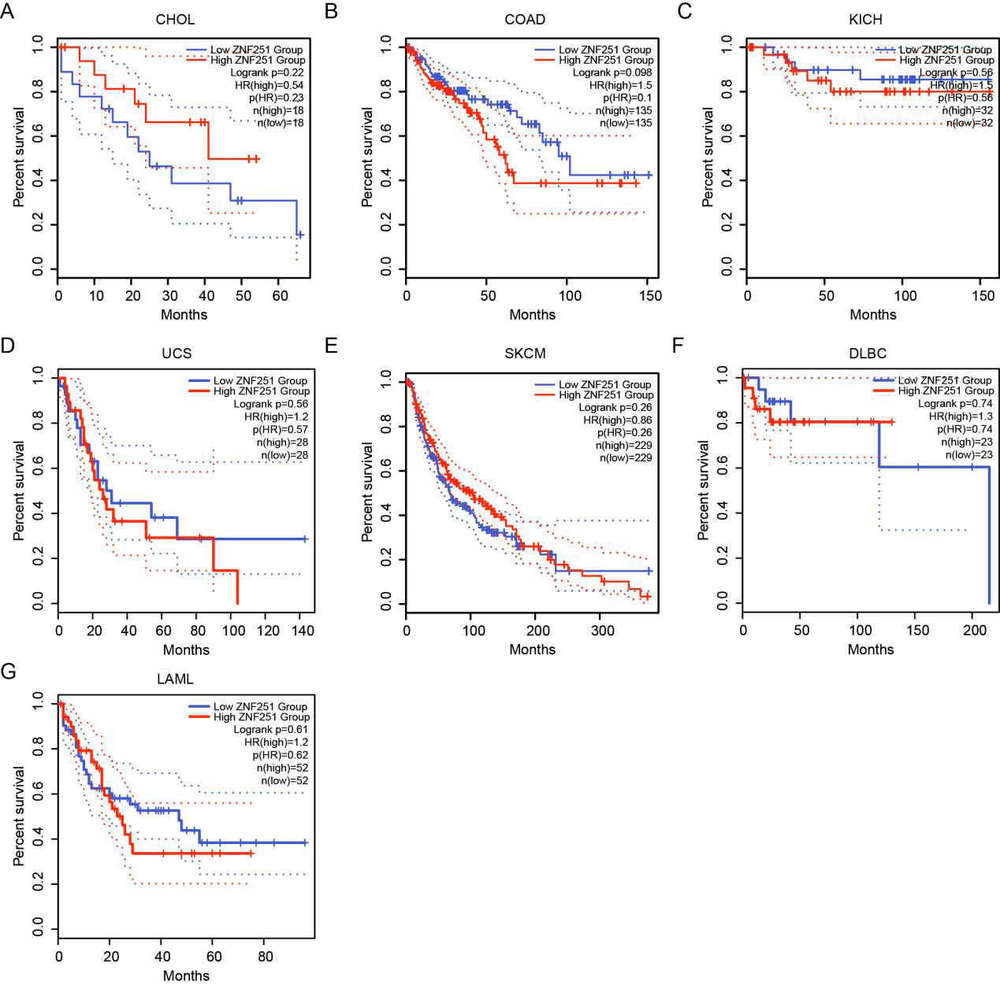 A
CHOL
Low ZNF251 Group
High ZNF251 Group
Logrank p=0.22
HR(high)=0.54
p(HR)=0.23
n(high)=18
n(low)=18
Percent survival
0.0 0.2 0.4 0.6 0.8 1.0
0 10 20 30 40 50 60
Months
B
COAD
Low ZNF251 Group
High ZNF251 Group
Logrank p=0.098
HR(high)=1.5
p(HR)=0.1
n(high)=135
n(low)=135
Percent survival
0.0 0.2 0.4 0.6 0.8 1.0
0 50 100 150
Months
C
KICH
Low ZNF251 Group
High ZNF251 Group
Logrank p=0.56
HR(high)=1.5
p(HR)=0.56
n(high)=32
n(low)=32
Percent survival
0.0 0.2 0.4 0.6 0.8 1.0
0 50 100 150
Months
D
UCS
Low ZNF251 Group
High ZNF251 Group
Logrank p=0.56
HR(high)=1.2
p(HR)=0.57
n(high)=28
n(low)=28
Percent survival
0.0 0.2 0.4 0.6 0.8 1.0
0 20 40 60 80 100 120 140
Months
E
SKCM
Low ZNF251 Group
High ZNF251 Group
Logrank p=0.26
HR(high)=0.86
p(HR)=0.26
n(high)=229
n(low)=229
Percent survival
0.0 0.2 0.4 0.6 0.8 1.0
0 100 200 300
Months
F
DLBC
Low ZNF251 Group
High ZNF251 Group
Logrank p=0.74
HR(high)=1.3
p(HR)=0.74
n(high)=23
n(low)=23
Percent survival
0.0 0.2 0.4 0.6 0.8 1.0
0 50 100 150 200
Months
G
LAML
Low ZNF251 Group
High ZNF251 Group
Logrank p=0.61
HR(high)=1.2
p(HR)=0.62
n(high)=52
n(low)=52
Percent survival
0.0 0.2 0.4 0.6 0.8 1.0
0 20 40 60 80
Months